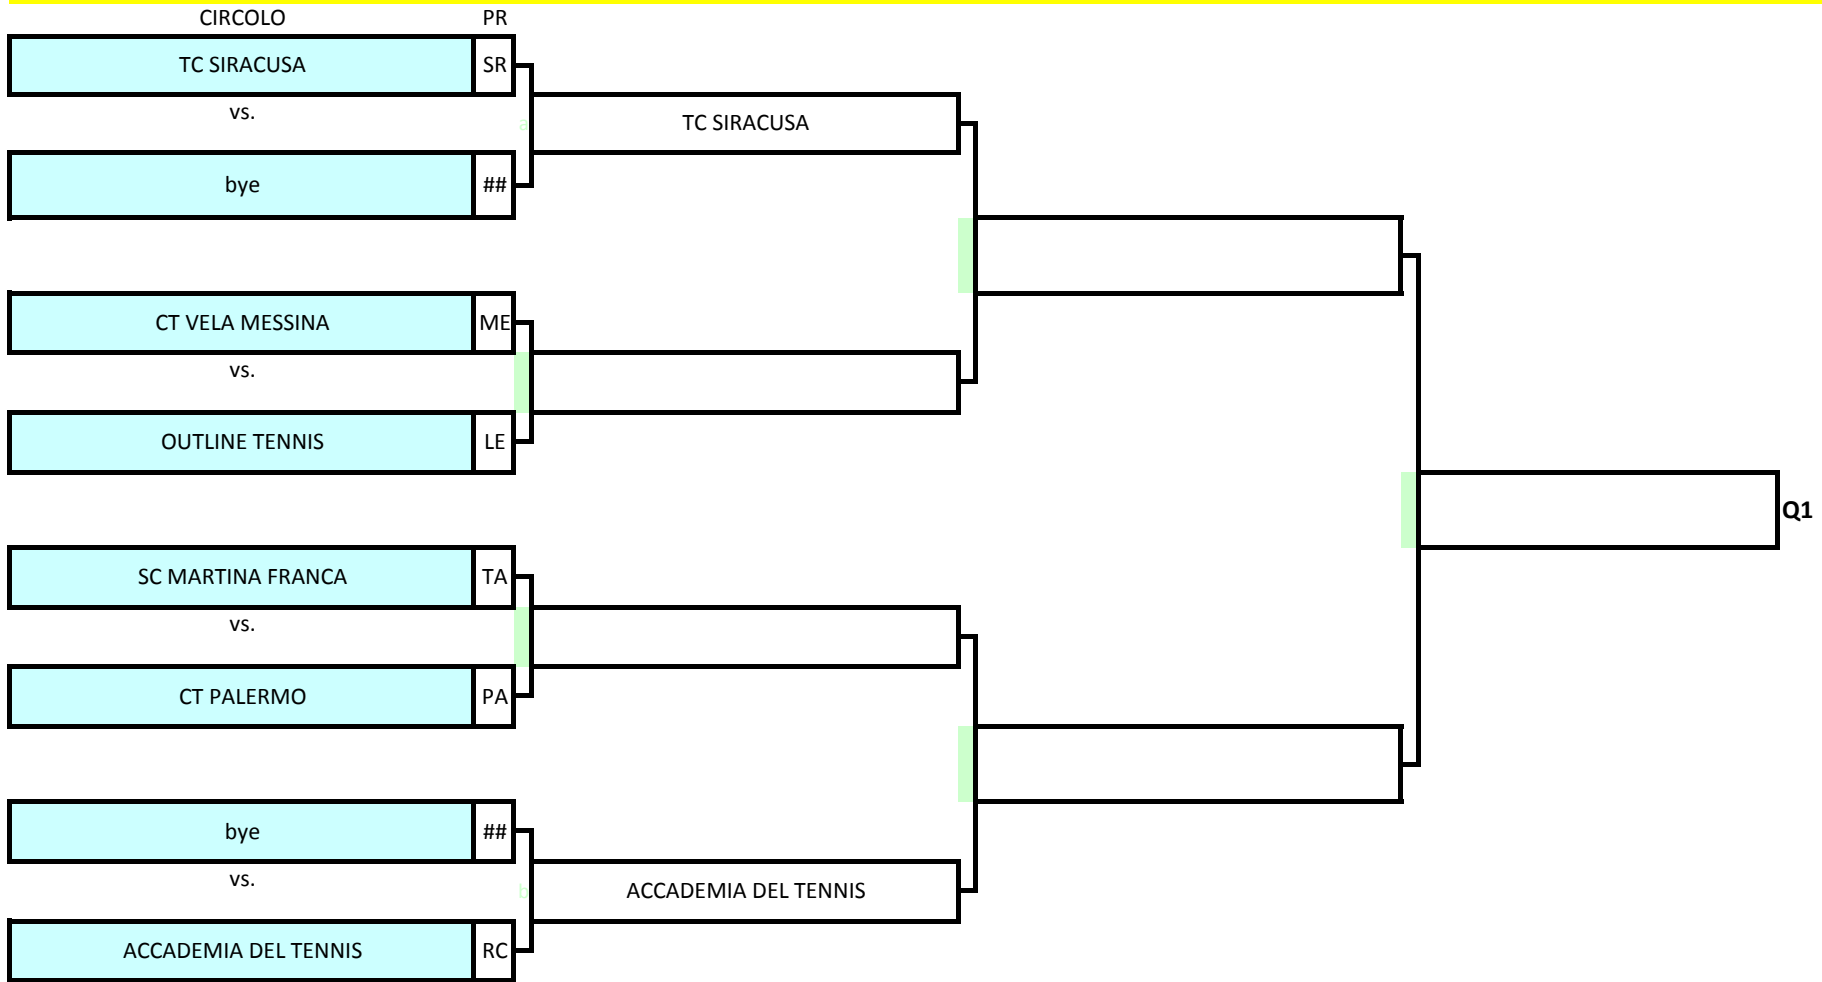 CIRCOLO PR
TC SIRACUSA SR
vs.
a
TC SIRACUSA
bye ##
CT VELA MESSINA ME
vs.
OUTLINE TENNIS LE
Q1
SC MARTINA FRANCA TA
vs.
CT PALERMO PA
bye ##
vs.
b
ACCADEMIA DEL TENNIS
ACCADEMIA DEL TENNIS RC